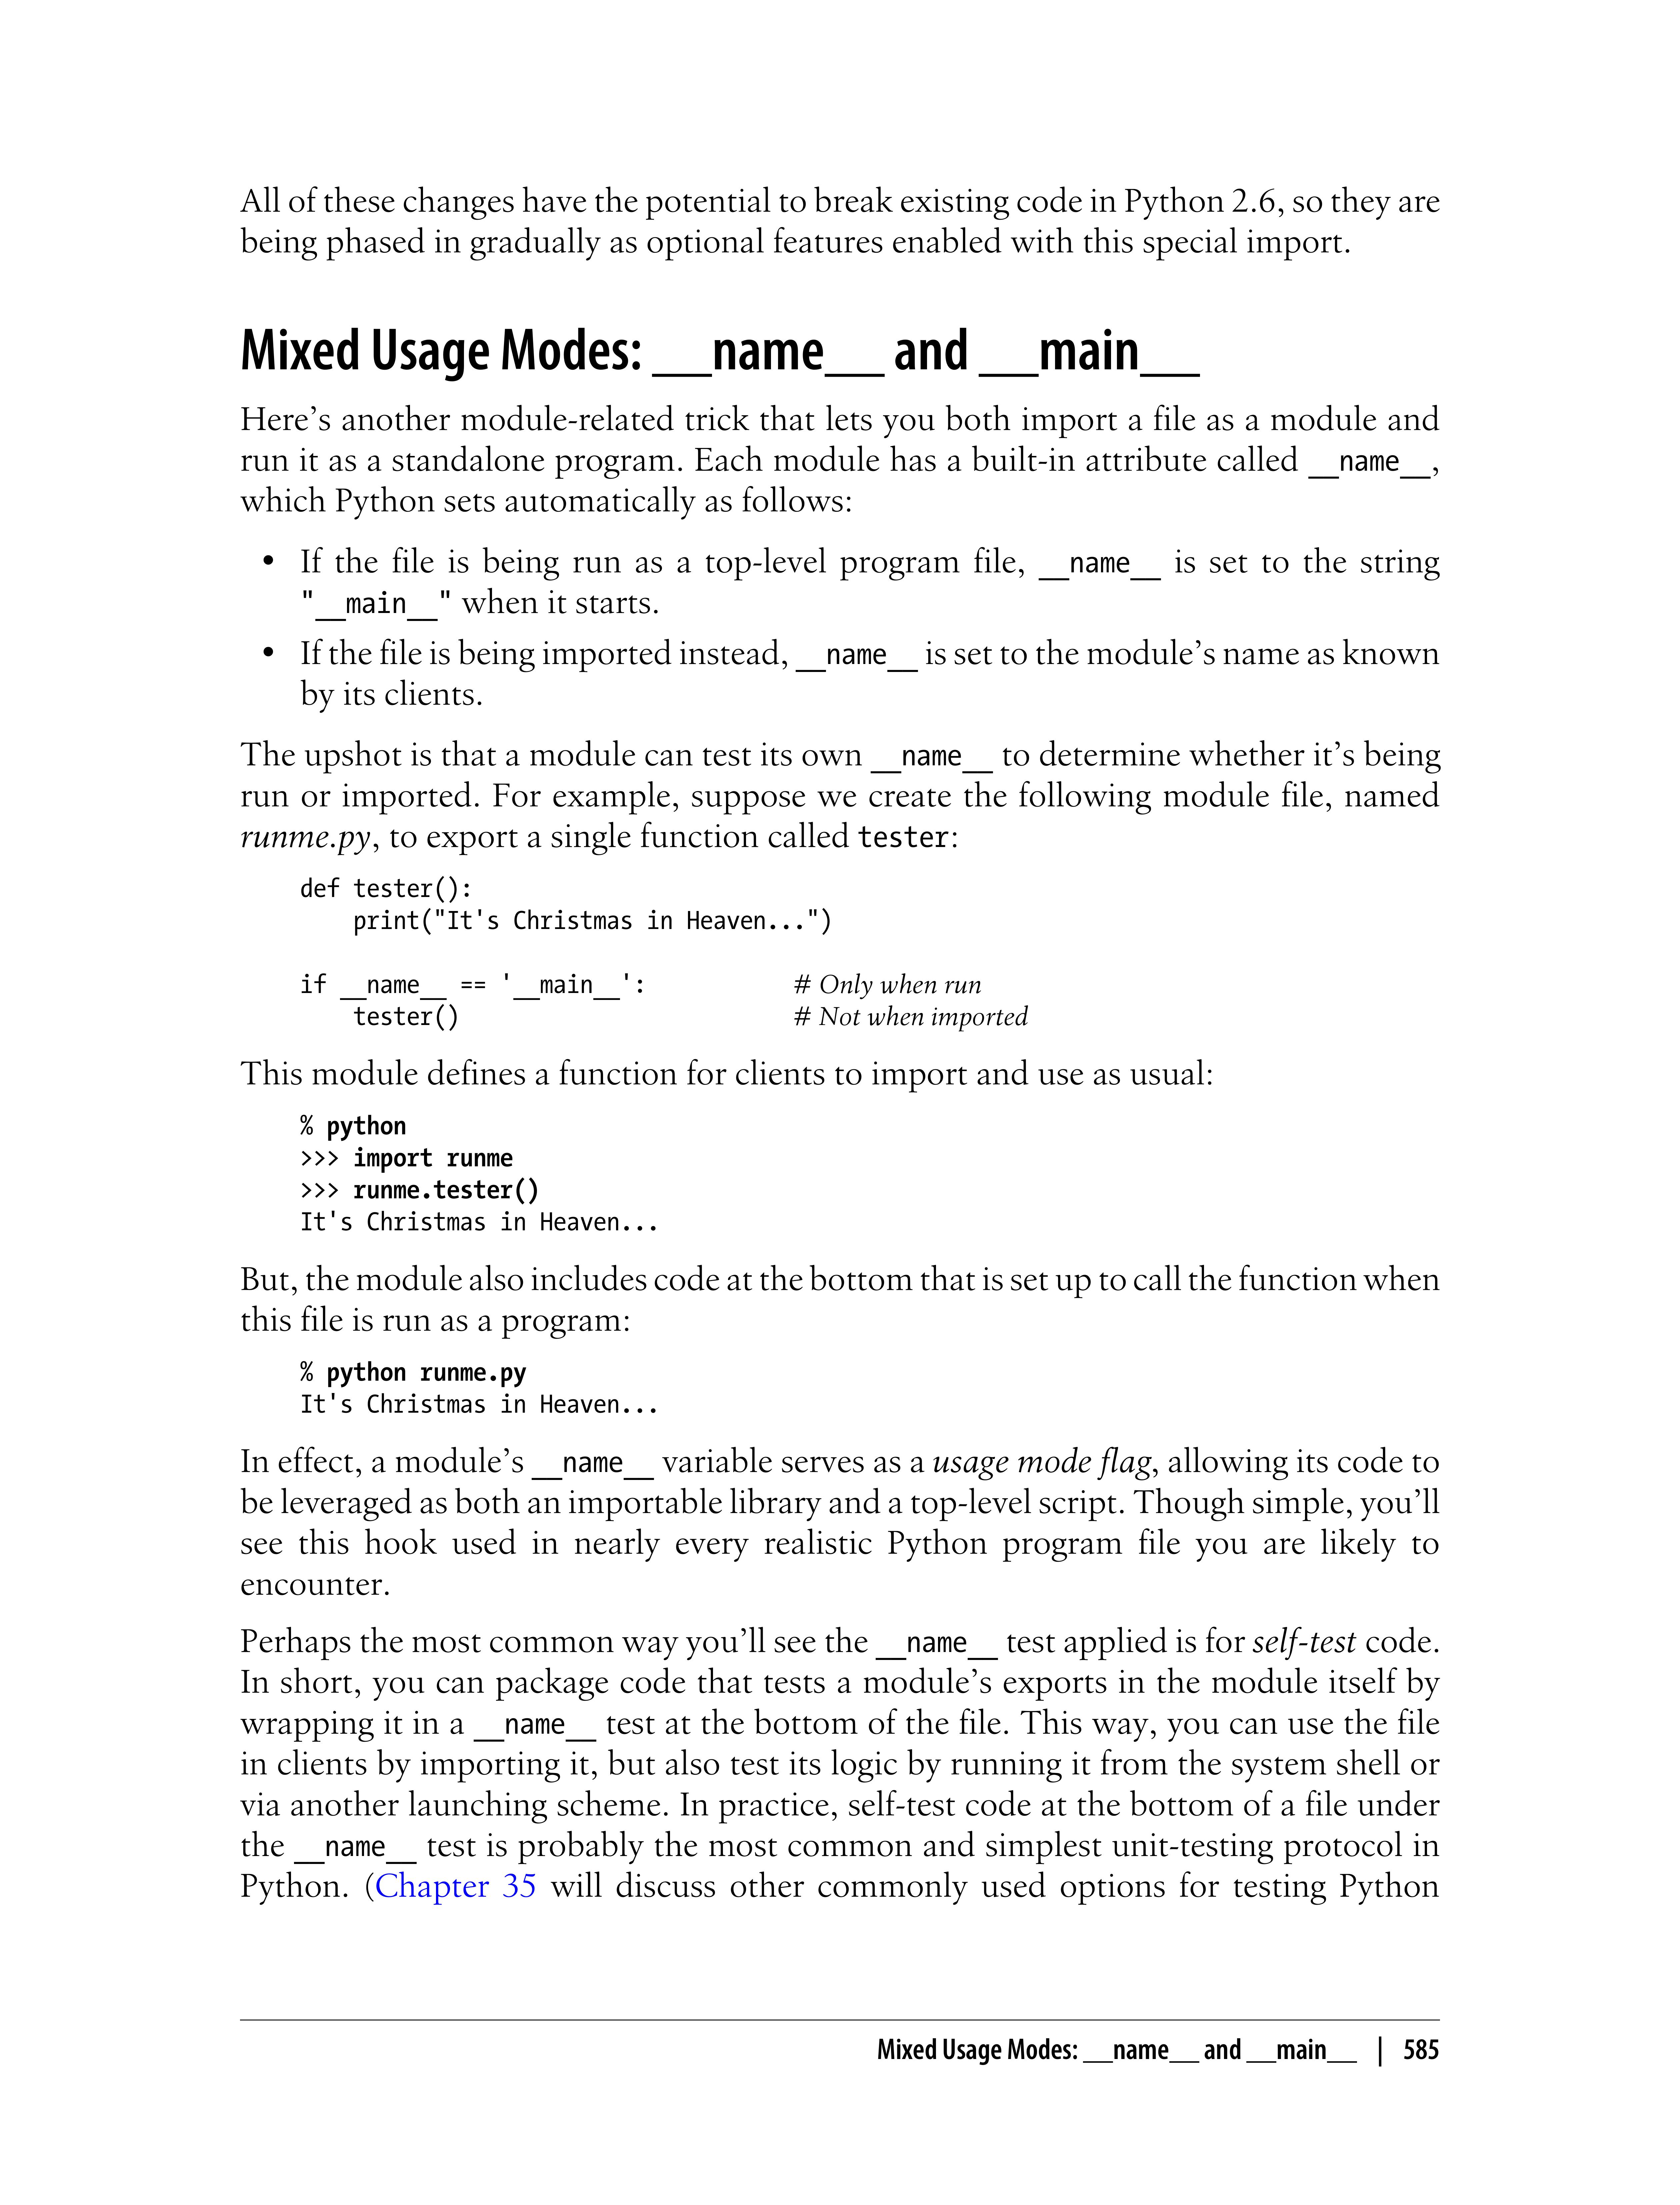 All of these changes have the potential to break existing code in Python 2.6, so they are
being phased in gradually as optional features enabled with this special import.
Mixed Usage Modes: __name__ and __main__
Here’s another module-related trick that lets you both import a file as a module and
run it as a standalone program. Each module has a built-in attribute called __name__,
which Python sets automatically as follows:
• If the file is being run as a top-level program file, __name__ is set to the string
"__main__" when it starts.
• If the file is being imported instead, __name__ is set to the module’s name as known
by its clients.
The upshot is that a module can test its own __name__ to determine whether it’s being
run or imported. For example, suppose we create the following module file, named
runme.py, to export a single function called tester:
def tester():
    print("It's Christmas in Heaven...")
if __name__ == '__main__':           # Only when run
    tester()                         # Not when imported
This module defines a function for clients to import and use as usual:
% python
>>> import runme
>>> runme.tester()
It's Christmas in Heaven...
But, the module also includes code at the bottom that is set up to call the function when
this file is run as a program:
% python runme.py
It's Christmas in Heaven...
In effect, a module’s __name__ variable serves as a usage mode flag, allowing its code to
be leveraged as both an importable library and a top-level script. Though simple, you’ll
see this hook used in nearly every realistic Python program file you are likely to
encounter.
Perhaps the most common way you’ll see the __name__ test applied is for self-test code.
In short, you can package code that tests a module’s exports in the module itself by
wrapping it in a __name__ test at the bottom of the file. This way, you can use the file
in clients by importing it, but also test its logic by running it from the system shell or
via another launching scheme. In practice, self-test code at the bottom of a file under
the __name__ test is probably the most common and simplest unit-testing protocol in
Python. (Chapter 35 will discuss other commonly used options for testing Python
Mixed Usage Modes: __name__ and __main__ | 585